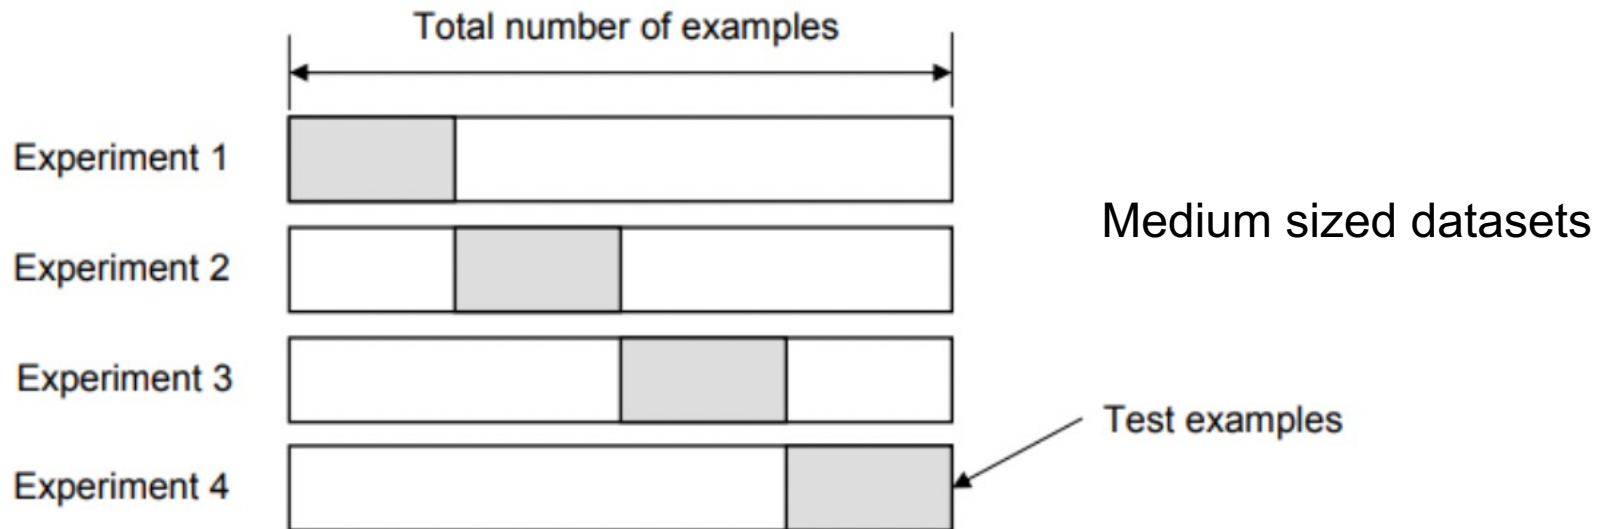 Total number of examples
Experiment 1
Medium sized datasets
Experiment 2
Experiment 3
Test examples
Experiment 4